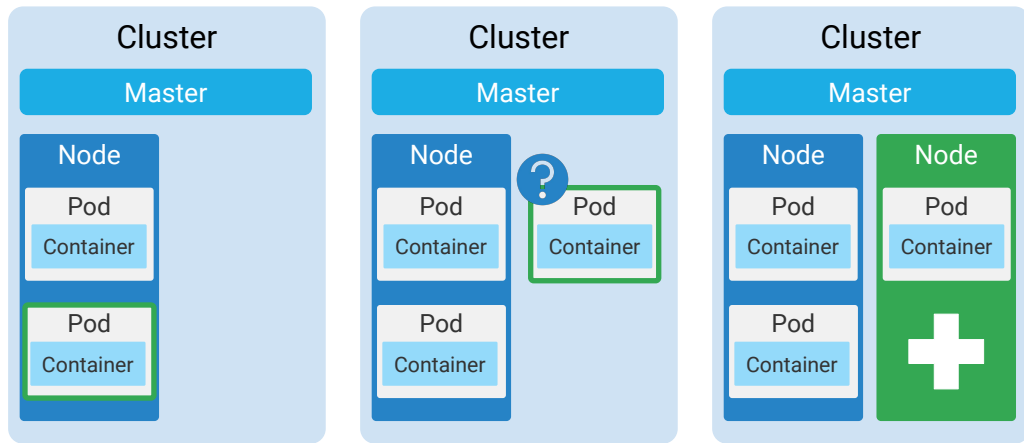 Cluster
Master
Node
Pod
Container
Pod
Container
Cluster
Master
Node
Pod
Container
Pod
Container
?
Pod
Container
Cluster
Master
Node
Pod
Container
Pod
Container
Node
Pod
Container